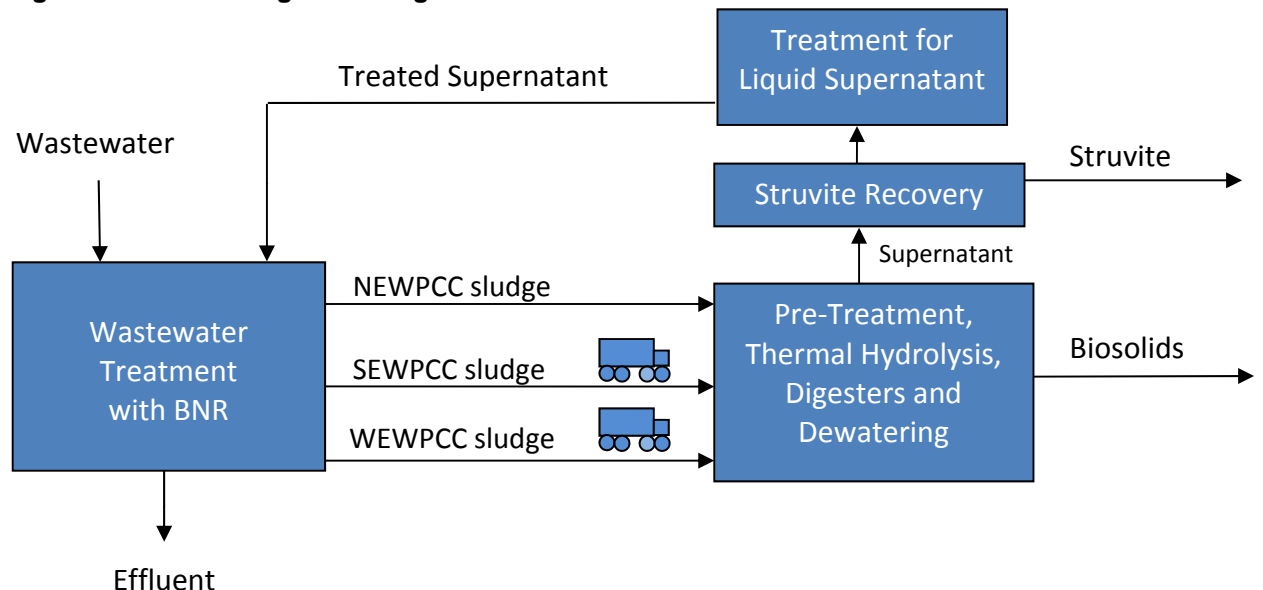 Treatment for
Liquid Supernatant
Treated Supernatant
Wastewater
Struvite
Struvite Recovery
Supernatant
NEWPCC sludge
SEWPCC sludge
WEWPCC sludge
Wastewater
Treatment
with BNR
Pre-Treatment,
Thermal Hydrolysis,
Digesters and
Dewatering
Biosolids
Effluent